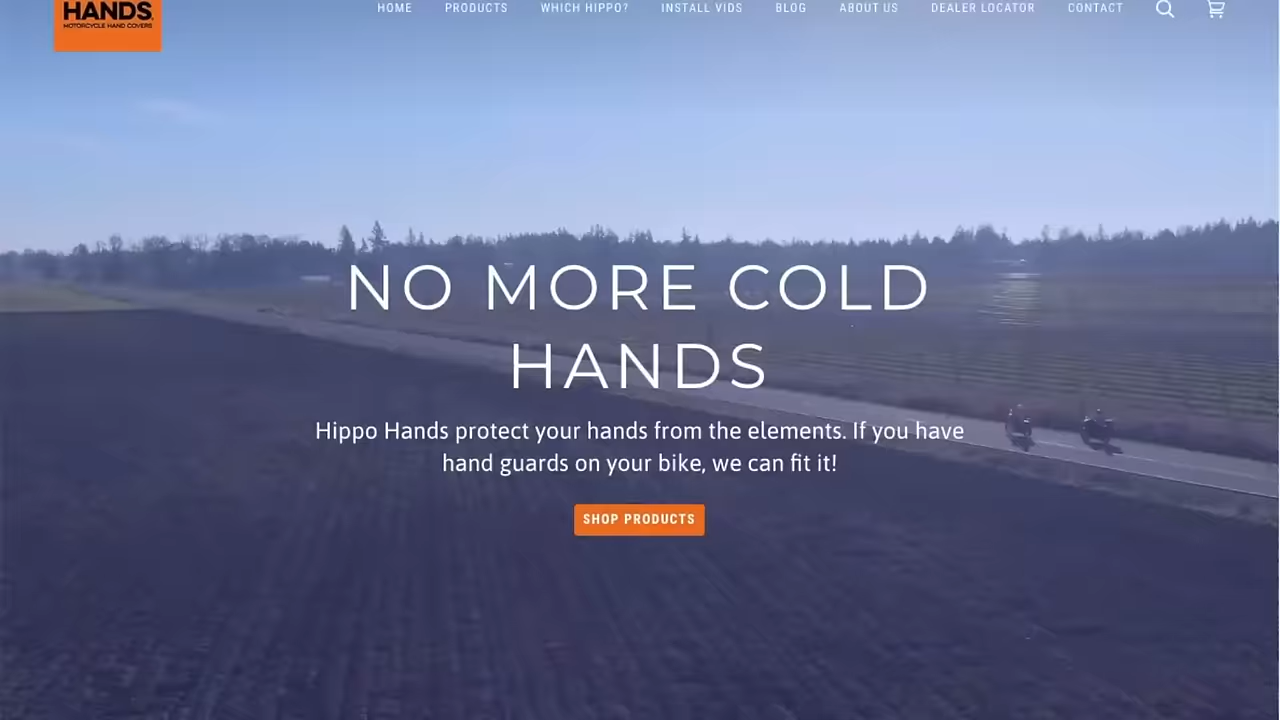 HANDS
MOTORCYCLE HAND COVERS
HOME PRODUCTS WHICH HIPPO? INSTALL VIDS BLOG ABOUT US DEALER LOCATOR CONTACT
NO MORE COLD
HANDS
Hippo Hands protect your hands from the elements. If you have
hand guards on your bike, we can fit it!
SHOP PRODUCTS